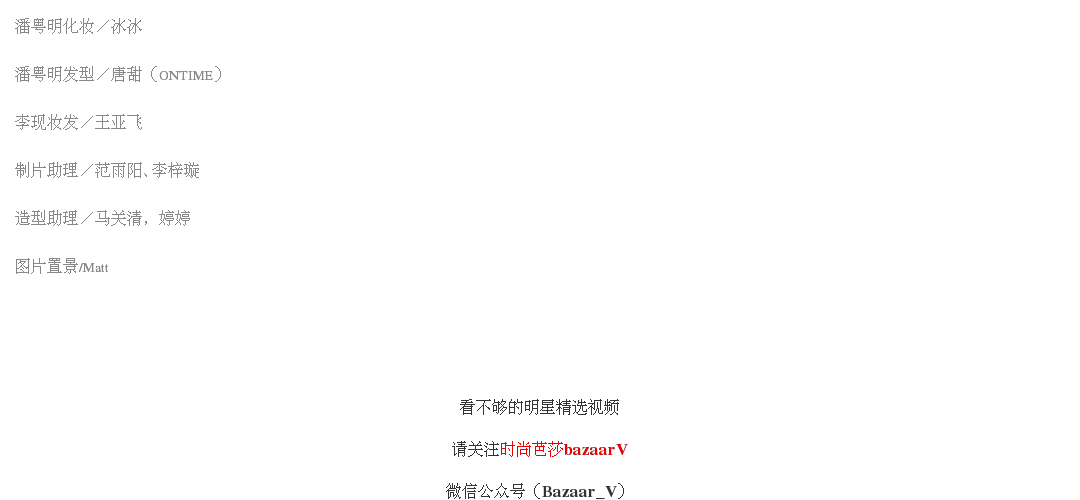 潘粤明化妆／冰冰
潘粤明发型／唐甜（ONTIME）
李现妆发／王亚飞
制片助理／范雨阳、李梓璇
造型助理／马关清，婷婷
图片置景/Matt
看不够的明星精选视频
请关注时尚芭莎bazaarV
微信公众号（Bazaar_V）